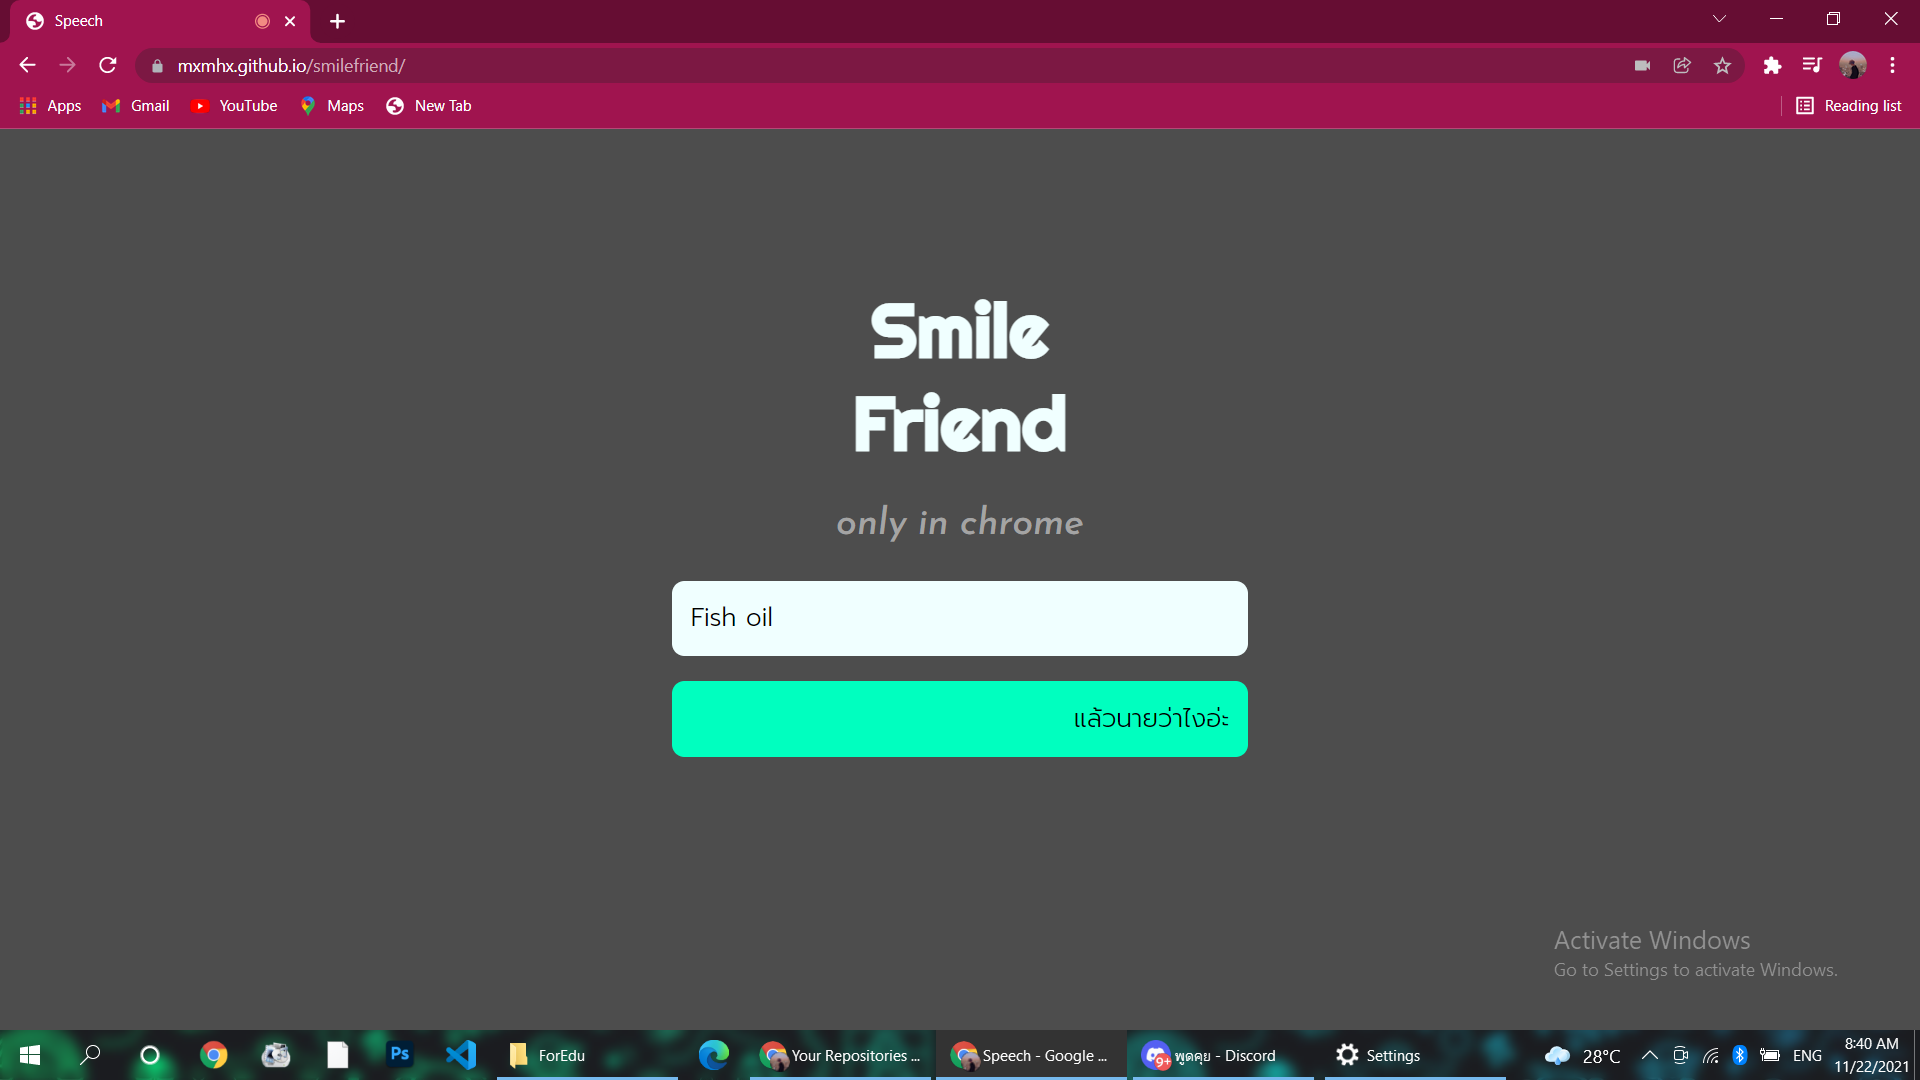 Speech
mxmhx.github.io/smilefriend/
Apps
Gmail
YouTube
Maps
New Tab
Reading list
Smile
Friend
only in chrome
Fish oil
แล้วนายว่าไงอ่ะ
Activate Windows
Go to Settings to activate Windows.
Ps
ForEdu
Your Repositories ...
Speech - Google ...
9+
พูดคุย - Discord
Settings
28°C
ENG
8:40 AM
11/22/2021